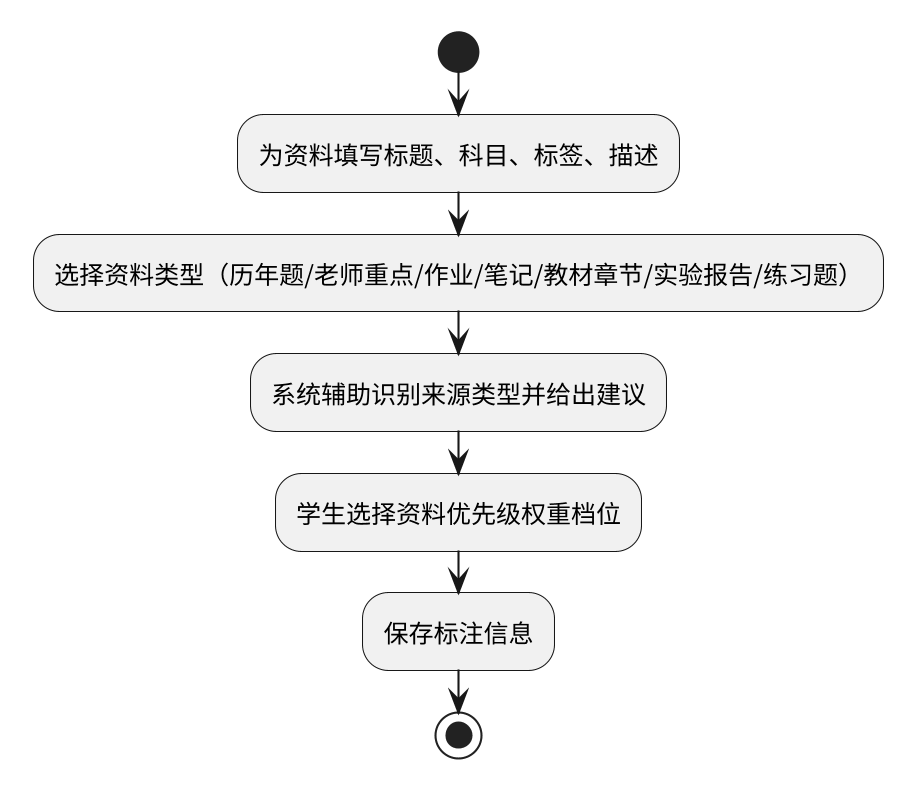 为资料填写标题、科目、标签、描述
选择资料类型（历年题/老师重点/作业/笔记/教材章节/实验报告/练习题）
系统辅助识别来源类型并给出建议
学生选择资料优先级权重档位
保存标注信息